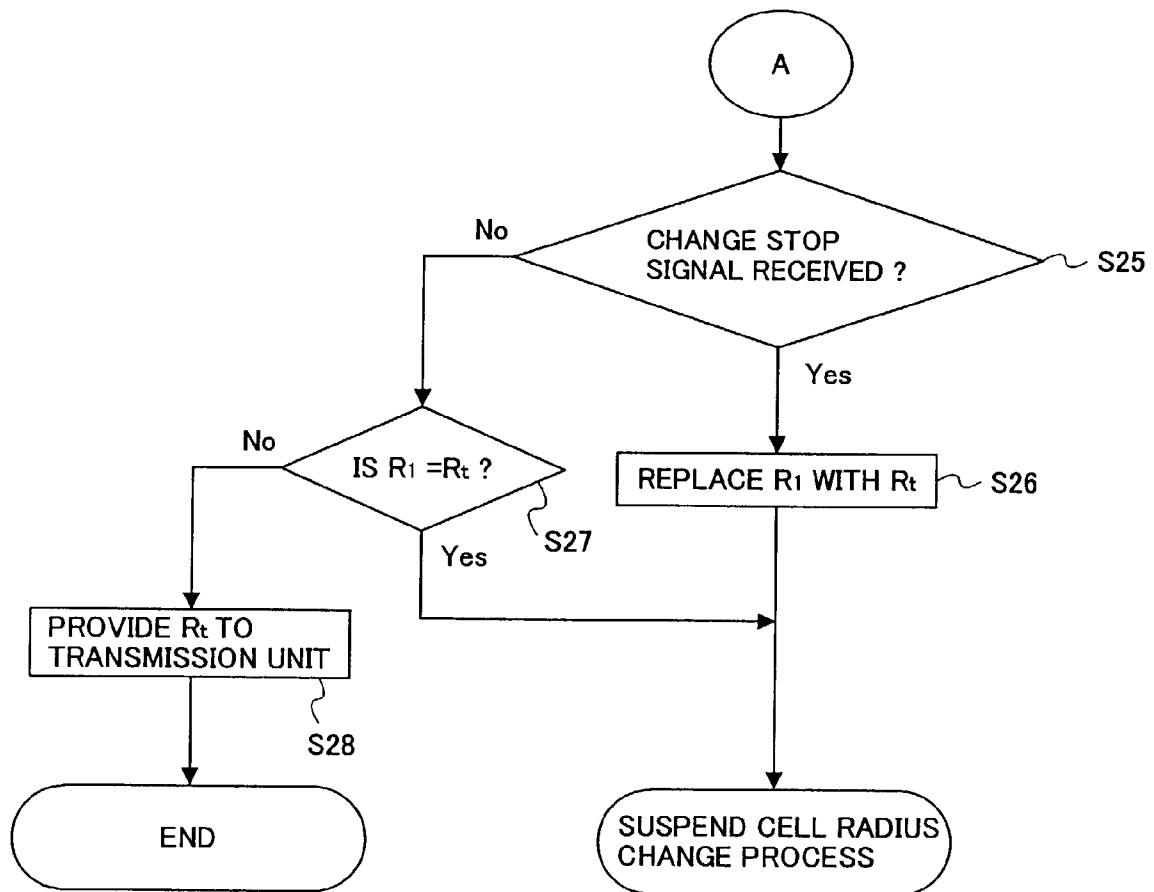 A
CHANGE STOP
SIGNAL RECEIVED ?
S25
No
Yes
IS R₁ =Rₜ ?
S27
No
Yes
REPLACE R₁ WITH Rₜ
S26
PROVIDE Rₜ TO
TRANSMISSION UNIT
S28
END
SUSPEND CELL RADIUS
CHANGE PROCESS